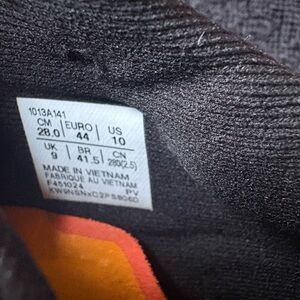 1013A141
CM EURO US
28.0 44 10
UK BR CN
9 41.5 280(2.5)
MADE IN VIETNAM
FABRIQUE AU VIETNAM
F451024 PV